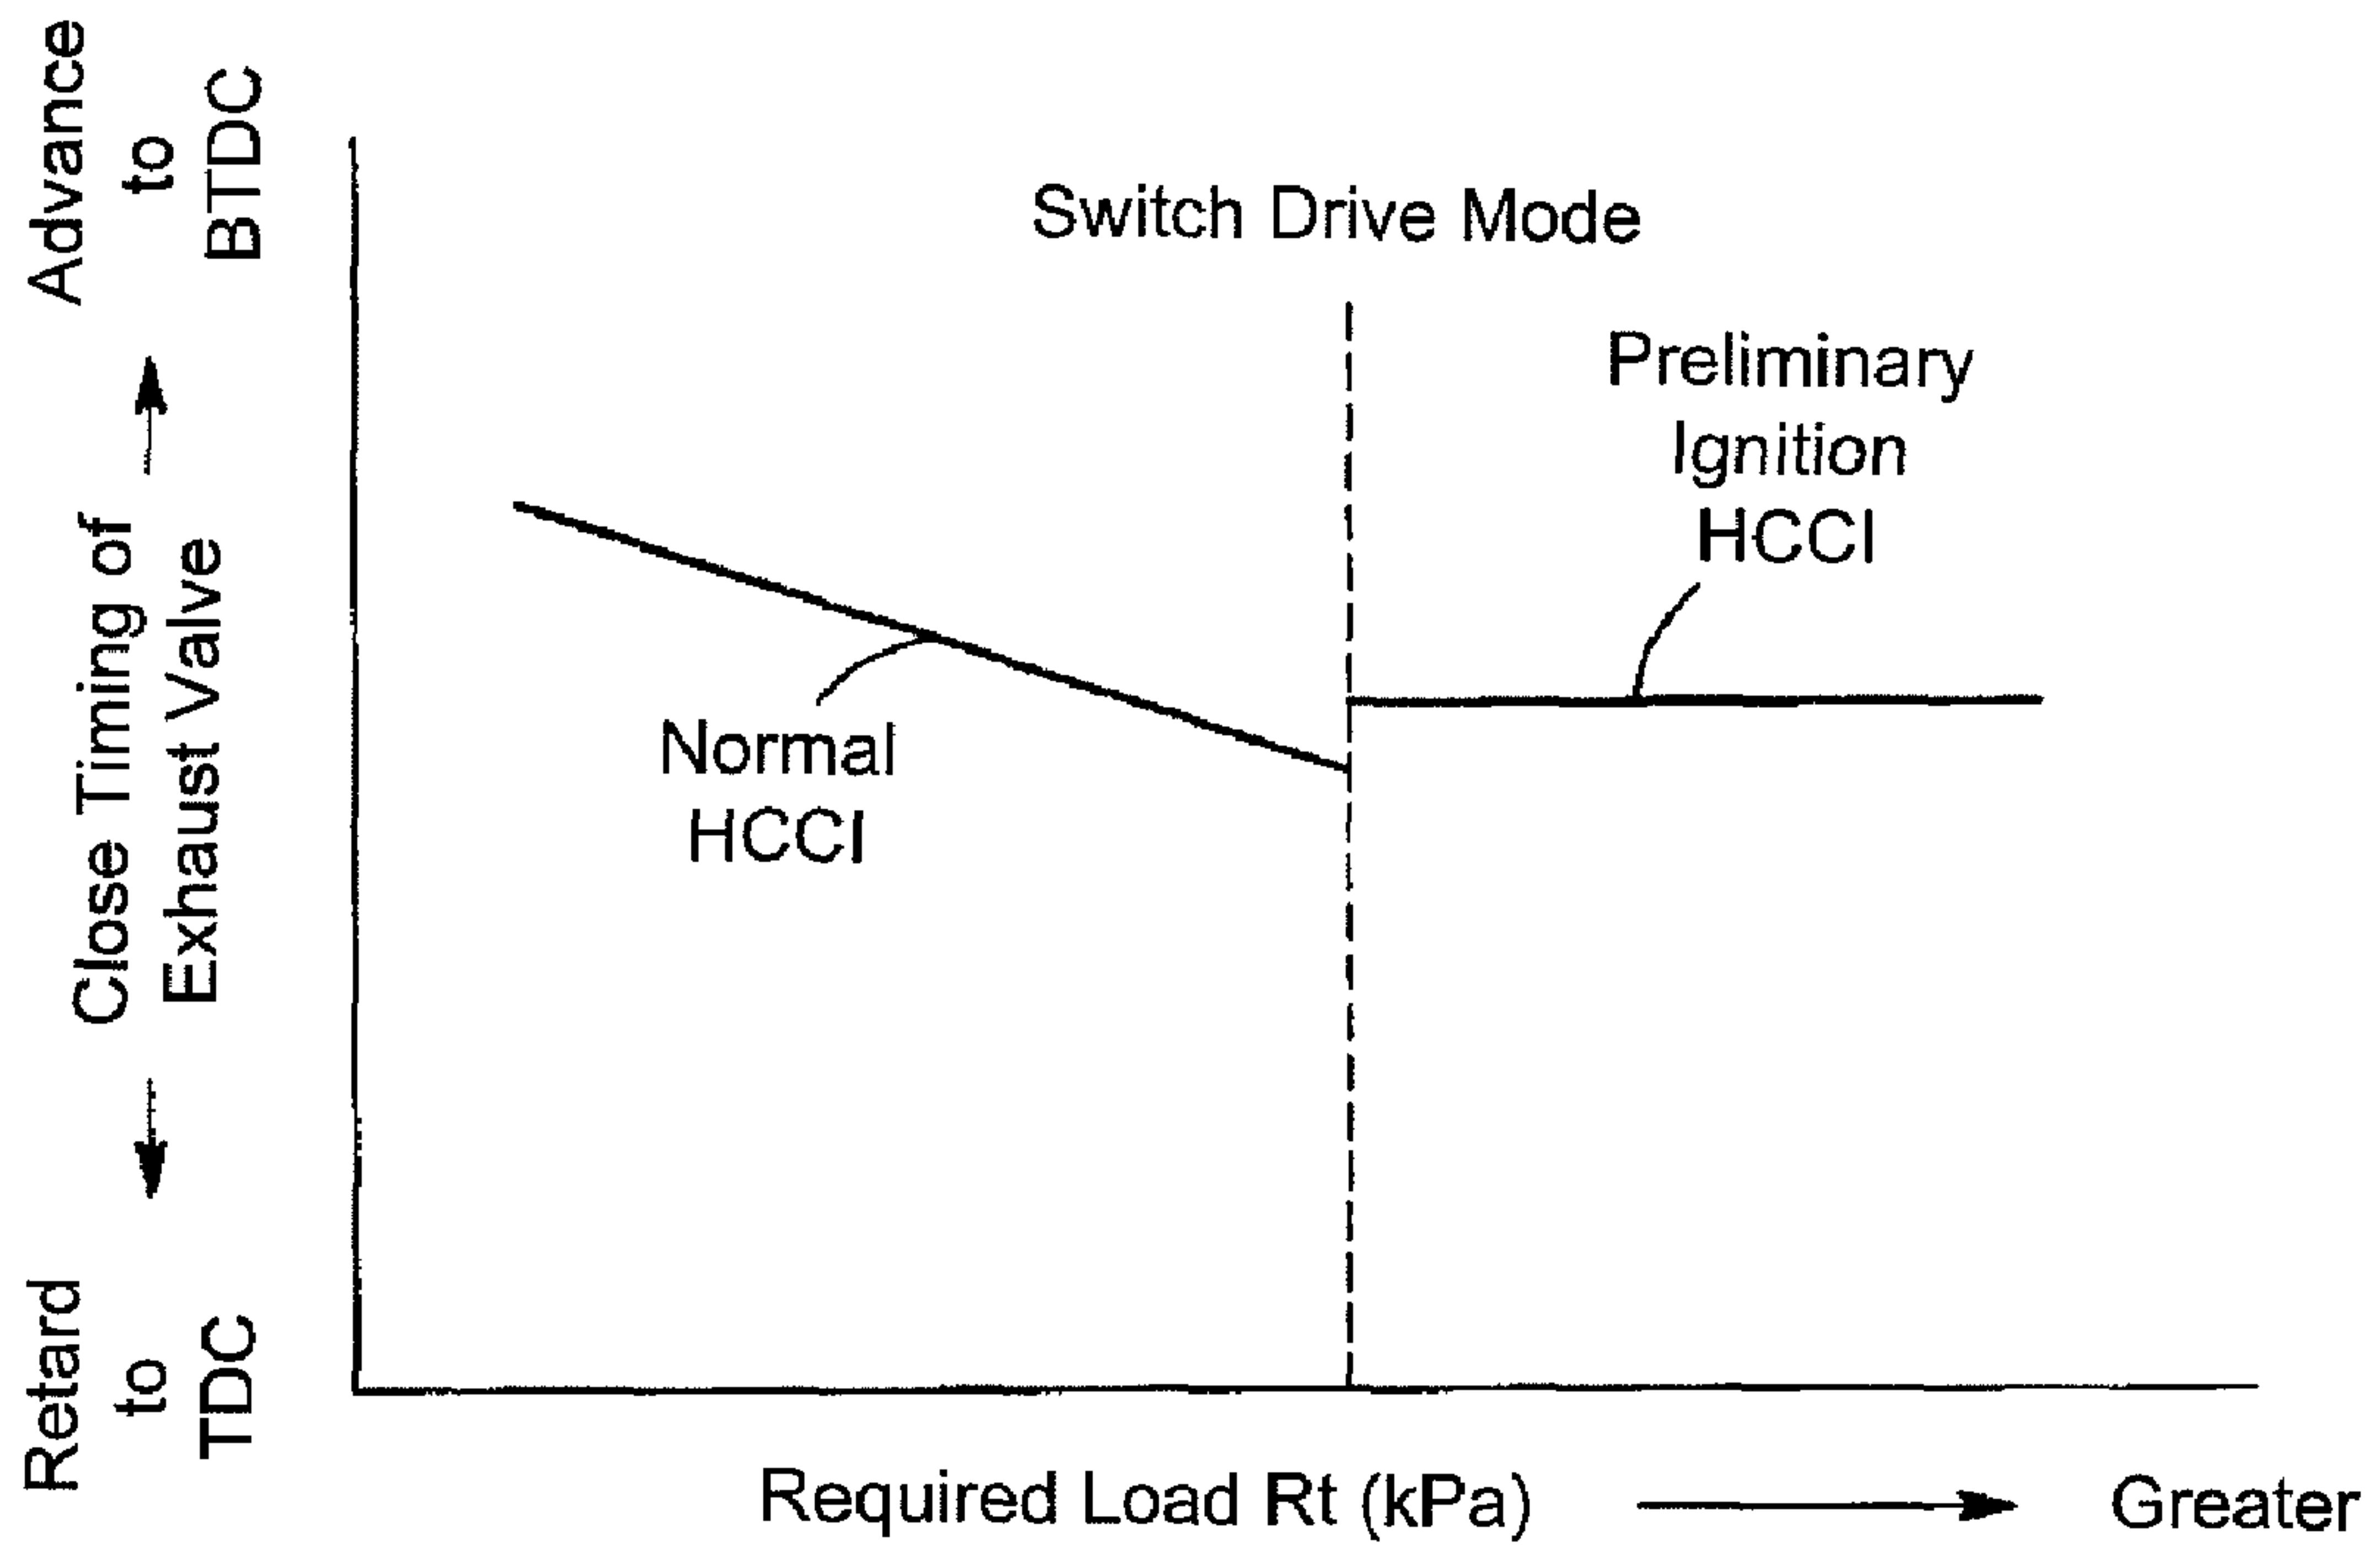 Advance
to
BTDC
Close Timing of
Exhaust Valve
Retard
to
TDC
Switch Drive Mode
Preliminary
Ignition
HCCI
Normal
HCCI
Required Load Rt (kPa)
Greater